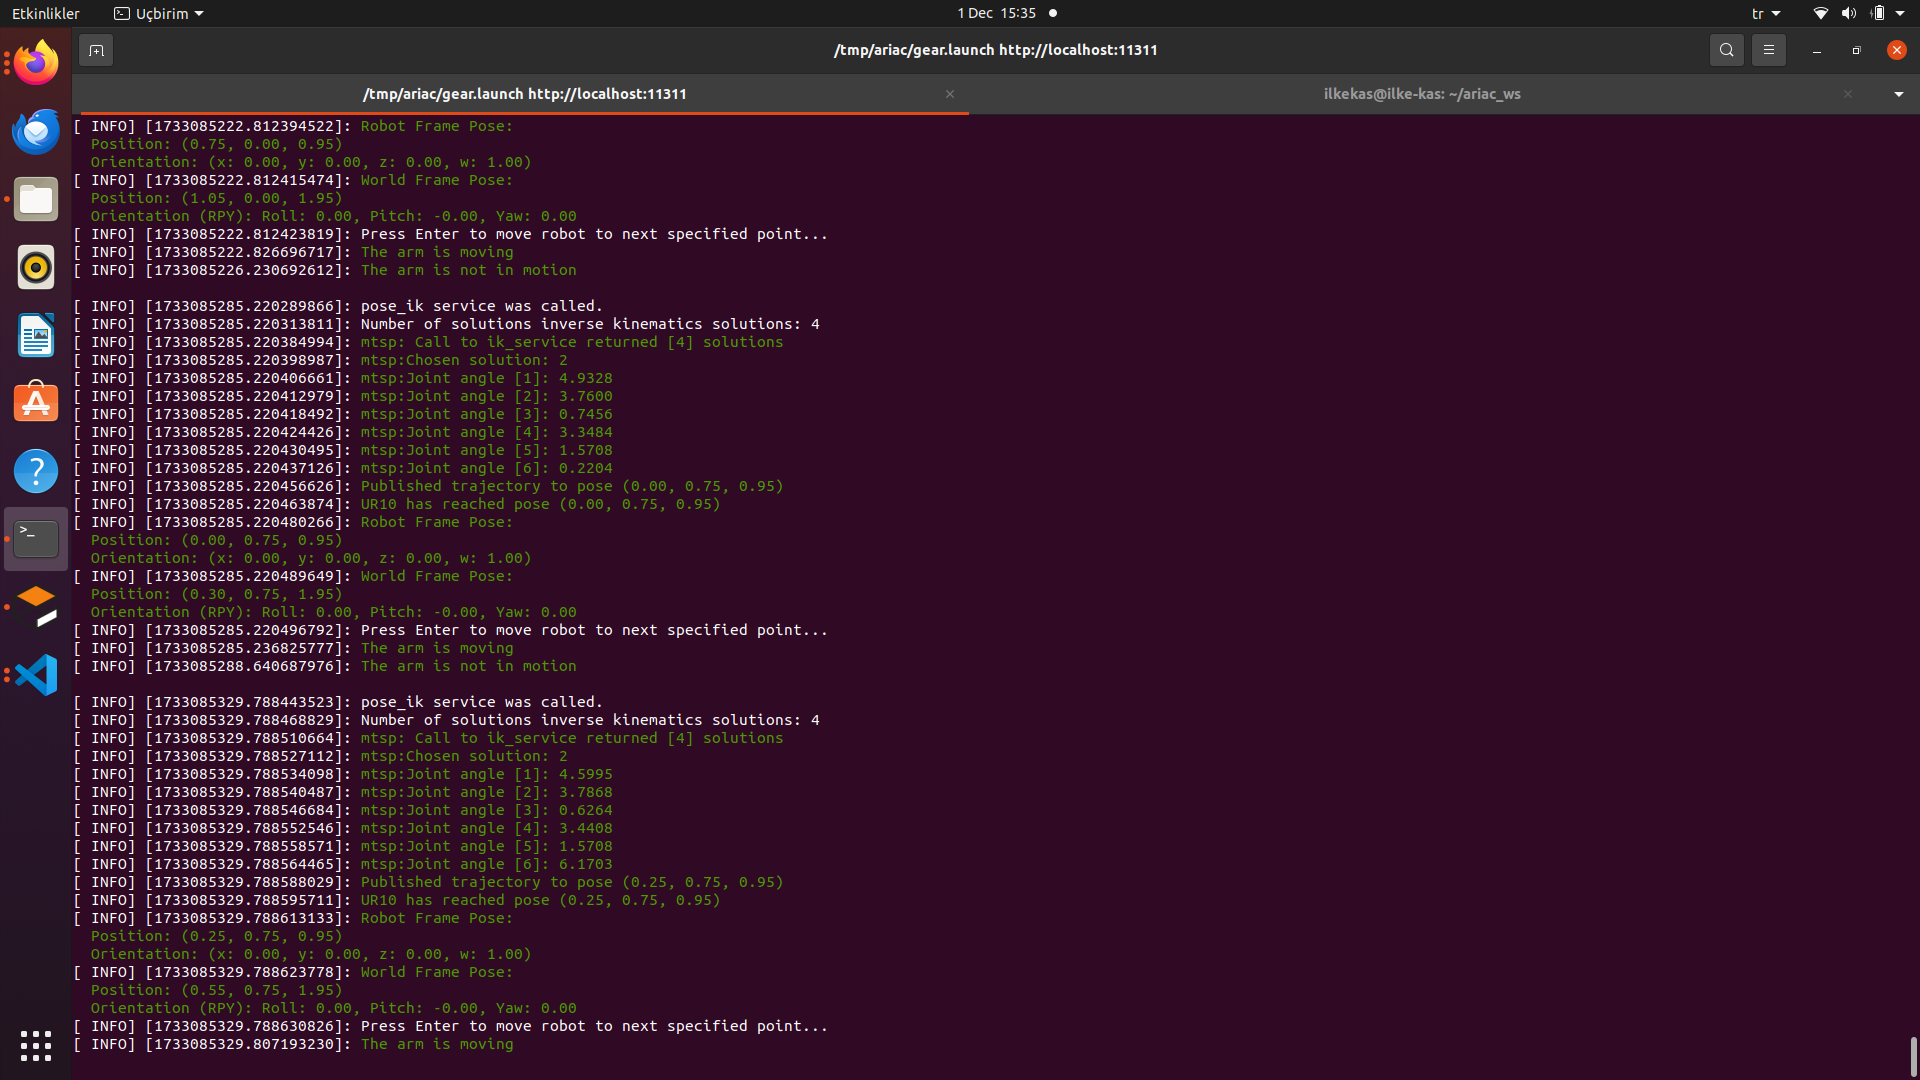 Etkinlikler
Uçbirim
1 Dec 15:35
tr
/tmp/ariac/gear.launch http://localhost:11311
/tmp/ariac/gear.launch http://localhost:11311
ilkekas@ilke-kas: ~/ariac_ws
[ INFO] [1733085222.812394522]: Robot Frame Pose:
Position: (0.75, 0.00, 0.95)
Orientation: (x: 0.00, y: 0.00, z: 0.00, w: 1.00)
[ INFO] [1733085222.812415474]: World Frame Pose:
Position: (1.05, 0.00, 1.95)
Orientation (RPY): Roll: 0.00, Pitch: -0.00, Yaw: 0.00
[ INFO] [1733085222.812423819]: Press Enter to move robot to next specified point...
[ INFO] [1733085222.826696717]: The arm is moving
[ INFO] [1733085226.230692612]: The arm is not in motion
[ INFO] [1733085285.220289866]: pose_ik service was called.
[ INFO] [1733085285.220313811]: Number of solutions inverse kinematics solutions: 4
[ INFO] [1733085285.220384994]: mtsp: Call to ik_service returned [4] solutions
[ INFO] [1733085285.220398987]: mtsp:Chosen solution: 2
[ INFO] [1733085285.220406661]: mtsp:Joint angle [1]: 4.9328
[ INFO] [1733085285.220412979]: mtsp:Joint angle [2]: 3.7600
[ INFO] [1733085285.220418492]: mtsp:Joint angle [3]: 0.7456
[ INFO] [1733085285.220424426]: mtsp:Joint angle [4]: 3.3484
[ INFO] [1733085285.220430495]: mtsp:Joint angle [5]: 1.5708
[ INFO] [1733085285.220437126]: mtsp:Joint angle [6]: 0.2204
[ INFO] [1733085285.220456626]: Published trajectory to pose (0.00, 0.75, 0.95)
[ INFO] [1733085285.220463874]: UR10 has reached pose (0.00, 0.75, 0.95)
[ INFO] [1733085285.220480266]: Robot Frame Pose:
Position: (0.00, 0.75, 0.95)
Orientation: (x: 0.00, y: 0.00, z: 0.00, w: 1.00)
[ INFO] [1733085285.220489649]: World Frame Pose:
Position: (0.30, 0.75, 1.95)
Orientation (RPY): Roll: 0.00, Pitch: -0.00, Yaw: 0.00
[ INFO] [1733085285.220496792]: Press Enter to move robot to next specified point...
[ INFO] [1733085285.236825777]: The arm is moving
[ INFO] [1733085288.640687976]: The arm is not in motion
[ INFO] [1733085329.788443523]: pose_ik service was called.
[ INFO] [1733085329.788468829]: Number of solutions inverse kinematics solutions: 4
[ INFO] [1733085329.788510664]: mtsp: Call to ik_service returned [4] solutions
[ INFO] [1733085329.788527112]: mtsp:Chosen solution: 2
[ INFO] [1733085329.788534098]: mtsp:Joint angle [1]: 4.5995
[ INFO] [1733085329.788540487]: mtsp:Joint angle [2]: 3.7868
[ INFO] [1733085329.788546684]: mtsp:Joint angle [3]: 0.6264
[ INFO] [1733085329.788552546]: mtsp:Joint angle [4]: 3.4408
[ INFO] [1733085329.788558571]: mtsp:Joint angle [5]: 1.5708
[ INFO] [1733085329.788564465]: mtsp:Joint angle [6]: 6.1703
[ INFO] [1733085329.788588029]: Published trajectory to pose (0.25, 0.75, 0.95)
[ INFO] [1733085329.788595711]: UR10 has reached pose (0.25, 0.75, 0.95)
[ INFO] [1733085329.788613133]: Robot Frame Pose:
Position: (0.25, 0.75, 0.95)
Orientation: (x: 0.00, y: 0.00, z: 0.00, w: 1.00)
[ INFO] [1733085329.788623778]: World Frame Pose:
Position: (0.55, 0.75, 1.95)
Orientation (RPY): Roll: 0.00, Pitch: -0.00, Yaw: 0.00
[ INFO] [1733085329.788630826]: Press Enter to move robot to next specified point...
[ INFO] [1733085329.807193230]: The arm is moving